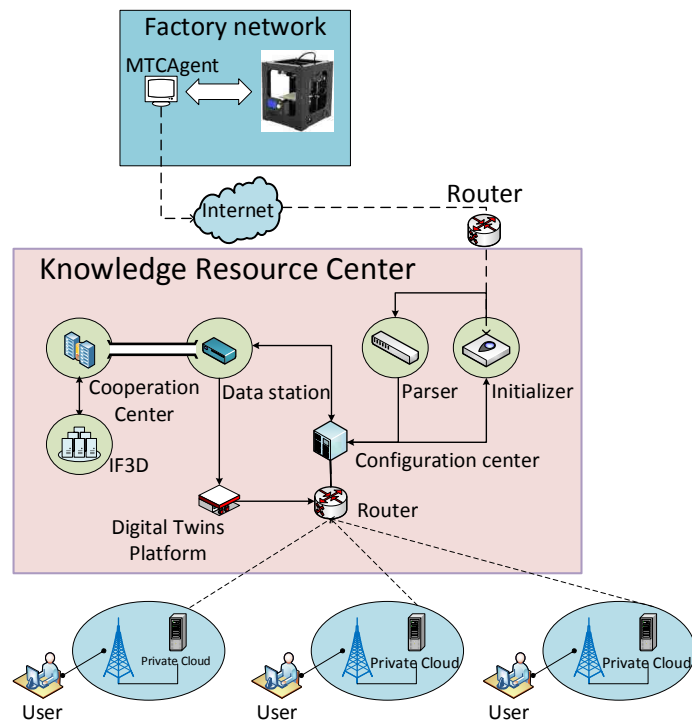 Factory network
MTCAgent
Internet
Router
Knowledge Resource Center
Cooperation
Center
Data station
Parser
Initializer
IF3D
Configuration center
Digital Twins
Platform
Router
Private Cloud
Private Cloud
Private Cloud
User
User
User